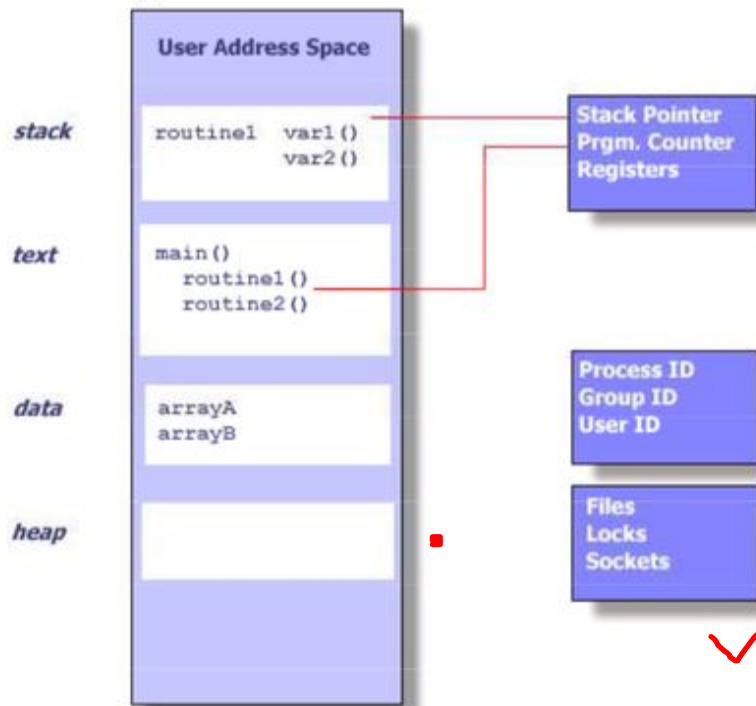 User Address Space
stack
routine1 var1()
var2()
text
main()
routine1()
routine2()
data
arrayA
arrayB
heap
Stack Pointer
Prgm. Counter
Registers
Process ID
Group ID
User ID
Files
Locks
Sockets